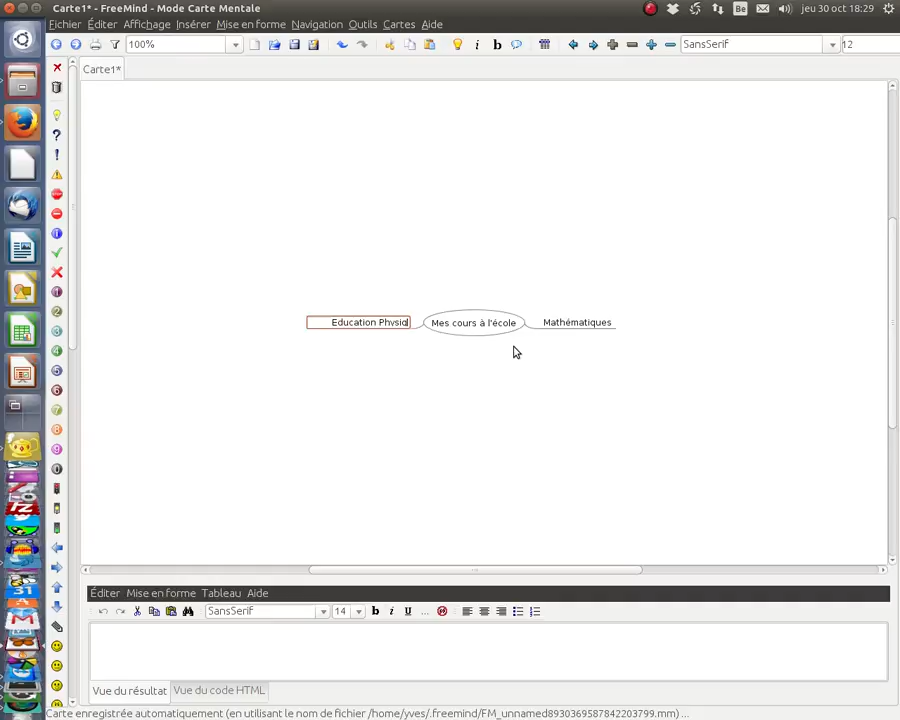 Carte1* - FreeMind - Mode Carte Mentale
Be
jeu 30 oct 18:29
Fichier Éditer Affichage Insérer Mise en forme Navigation Outils Cartes Aide
100%
i b
SansSerif
12
Carte1*
Education Physiq
Mes cours à l'école
Mathématiques
Éditer Mise en forme Tableau Aide
SansSerif
14
b i u ...
Vue du résultat
Vue du code HTML
Carte enregistrée automatiquement (en utilisant le nom de fichier /home/yves/.freemind/FM_unnamed8930369587842203799.mm) ...